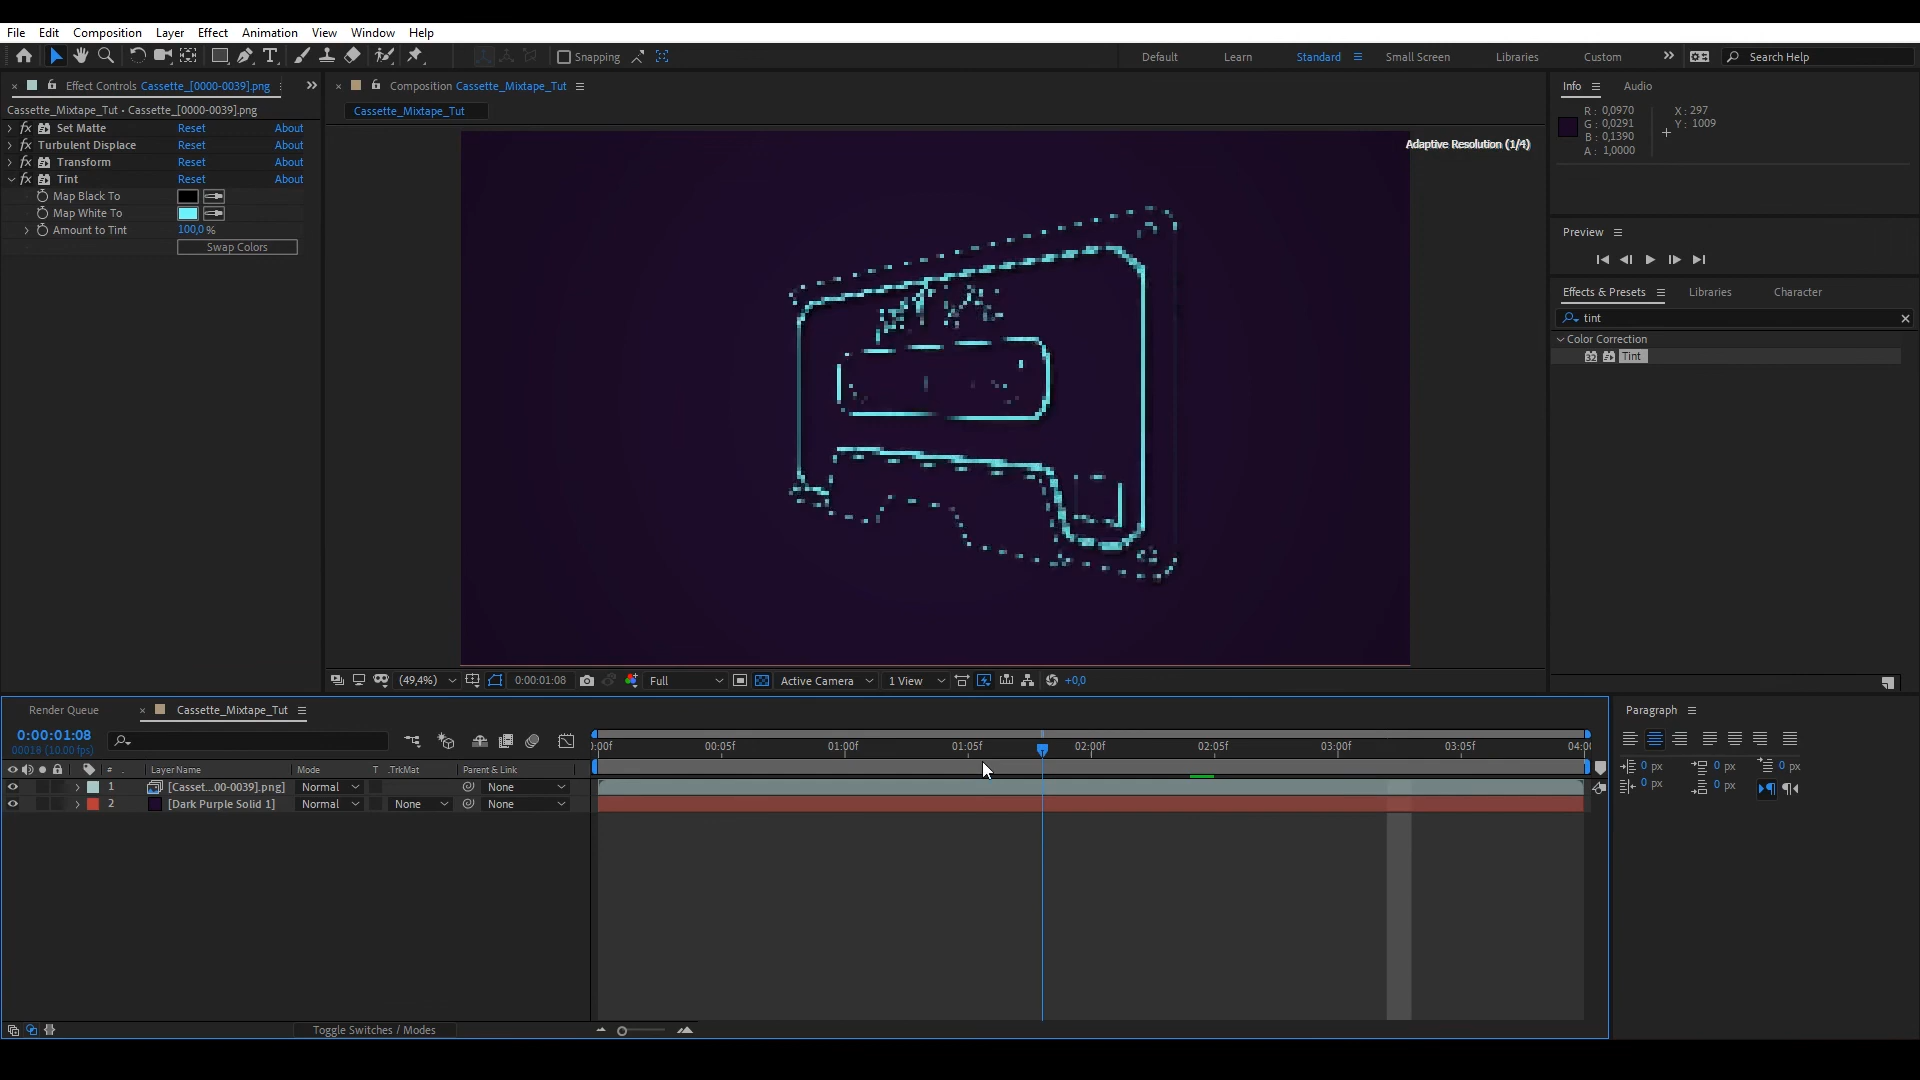 File Edit Composition Layer Effect Animation View Window Help
Snapping Default Learn Standard Small Screen Libraries Custom Search Help
Effect Controls Cassette_[0000-0039].png
Cassette_Mixtape_Tut • Cassette_[0000-0039].png
fx Set Matte Reset About
fx Turbulent Displace Reset About
fx Transform Reset About
fx Tint Reset About
Map Black To
Map White To
Amount to Tint 100,0 %
Swap Colors
Composition Cassette_Mixtape_Tut
Cassette_Mixtape_Tut
Adaptive Resolution (1/4)
(49,4%) 0:00:01:08 Full Active Camera 1 View +0,0
Info Audio
R: 0,0970 X: 297
G: 0,0291 Y: 1009
B: 0,1390
A: 1,0000
Preview
Effects & Presets Libraries Character
tint
Color Correction
32 Tint
Render Queue Cassette_Mixtape_Tut
0:00:01:08
00018 (10.00 fps)
:00f 00:05f 01:00f 01:05f 02:00f 02:05f 03:00f 03:05f 04:0
# Layer Name Mode T .TrkMat Parent & Link
1 [Casset...00-0039].png] Normal None
2 [Dark Purple Solid 1] Normal None None
Toggle Switches / Modes
Paragraph
0 px 0 px 0 px
0 px 0 px